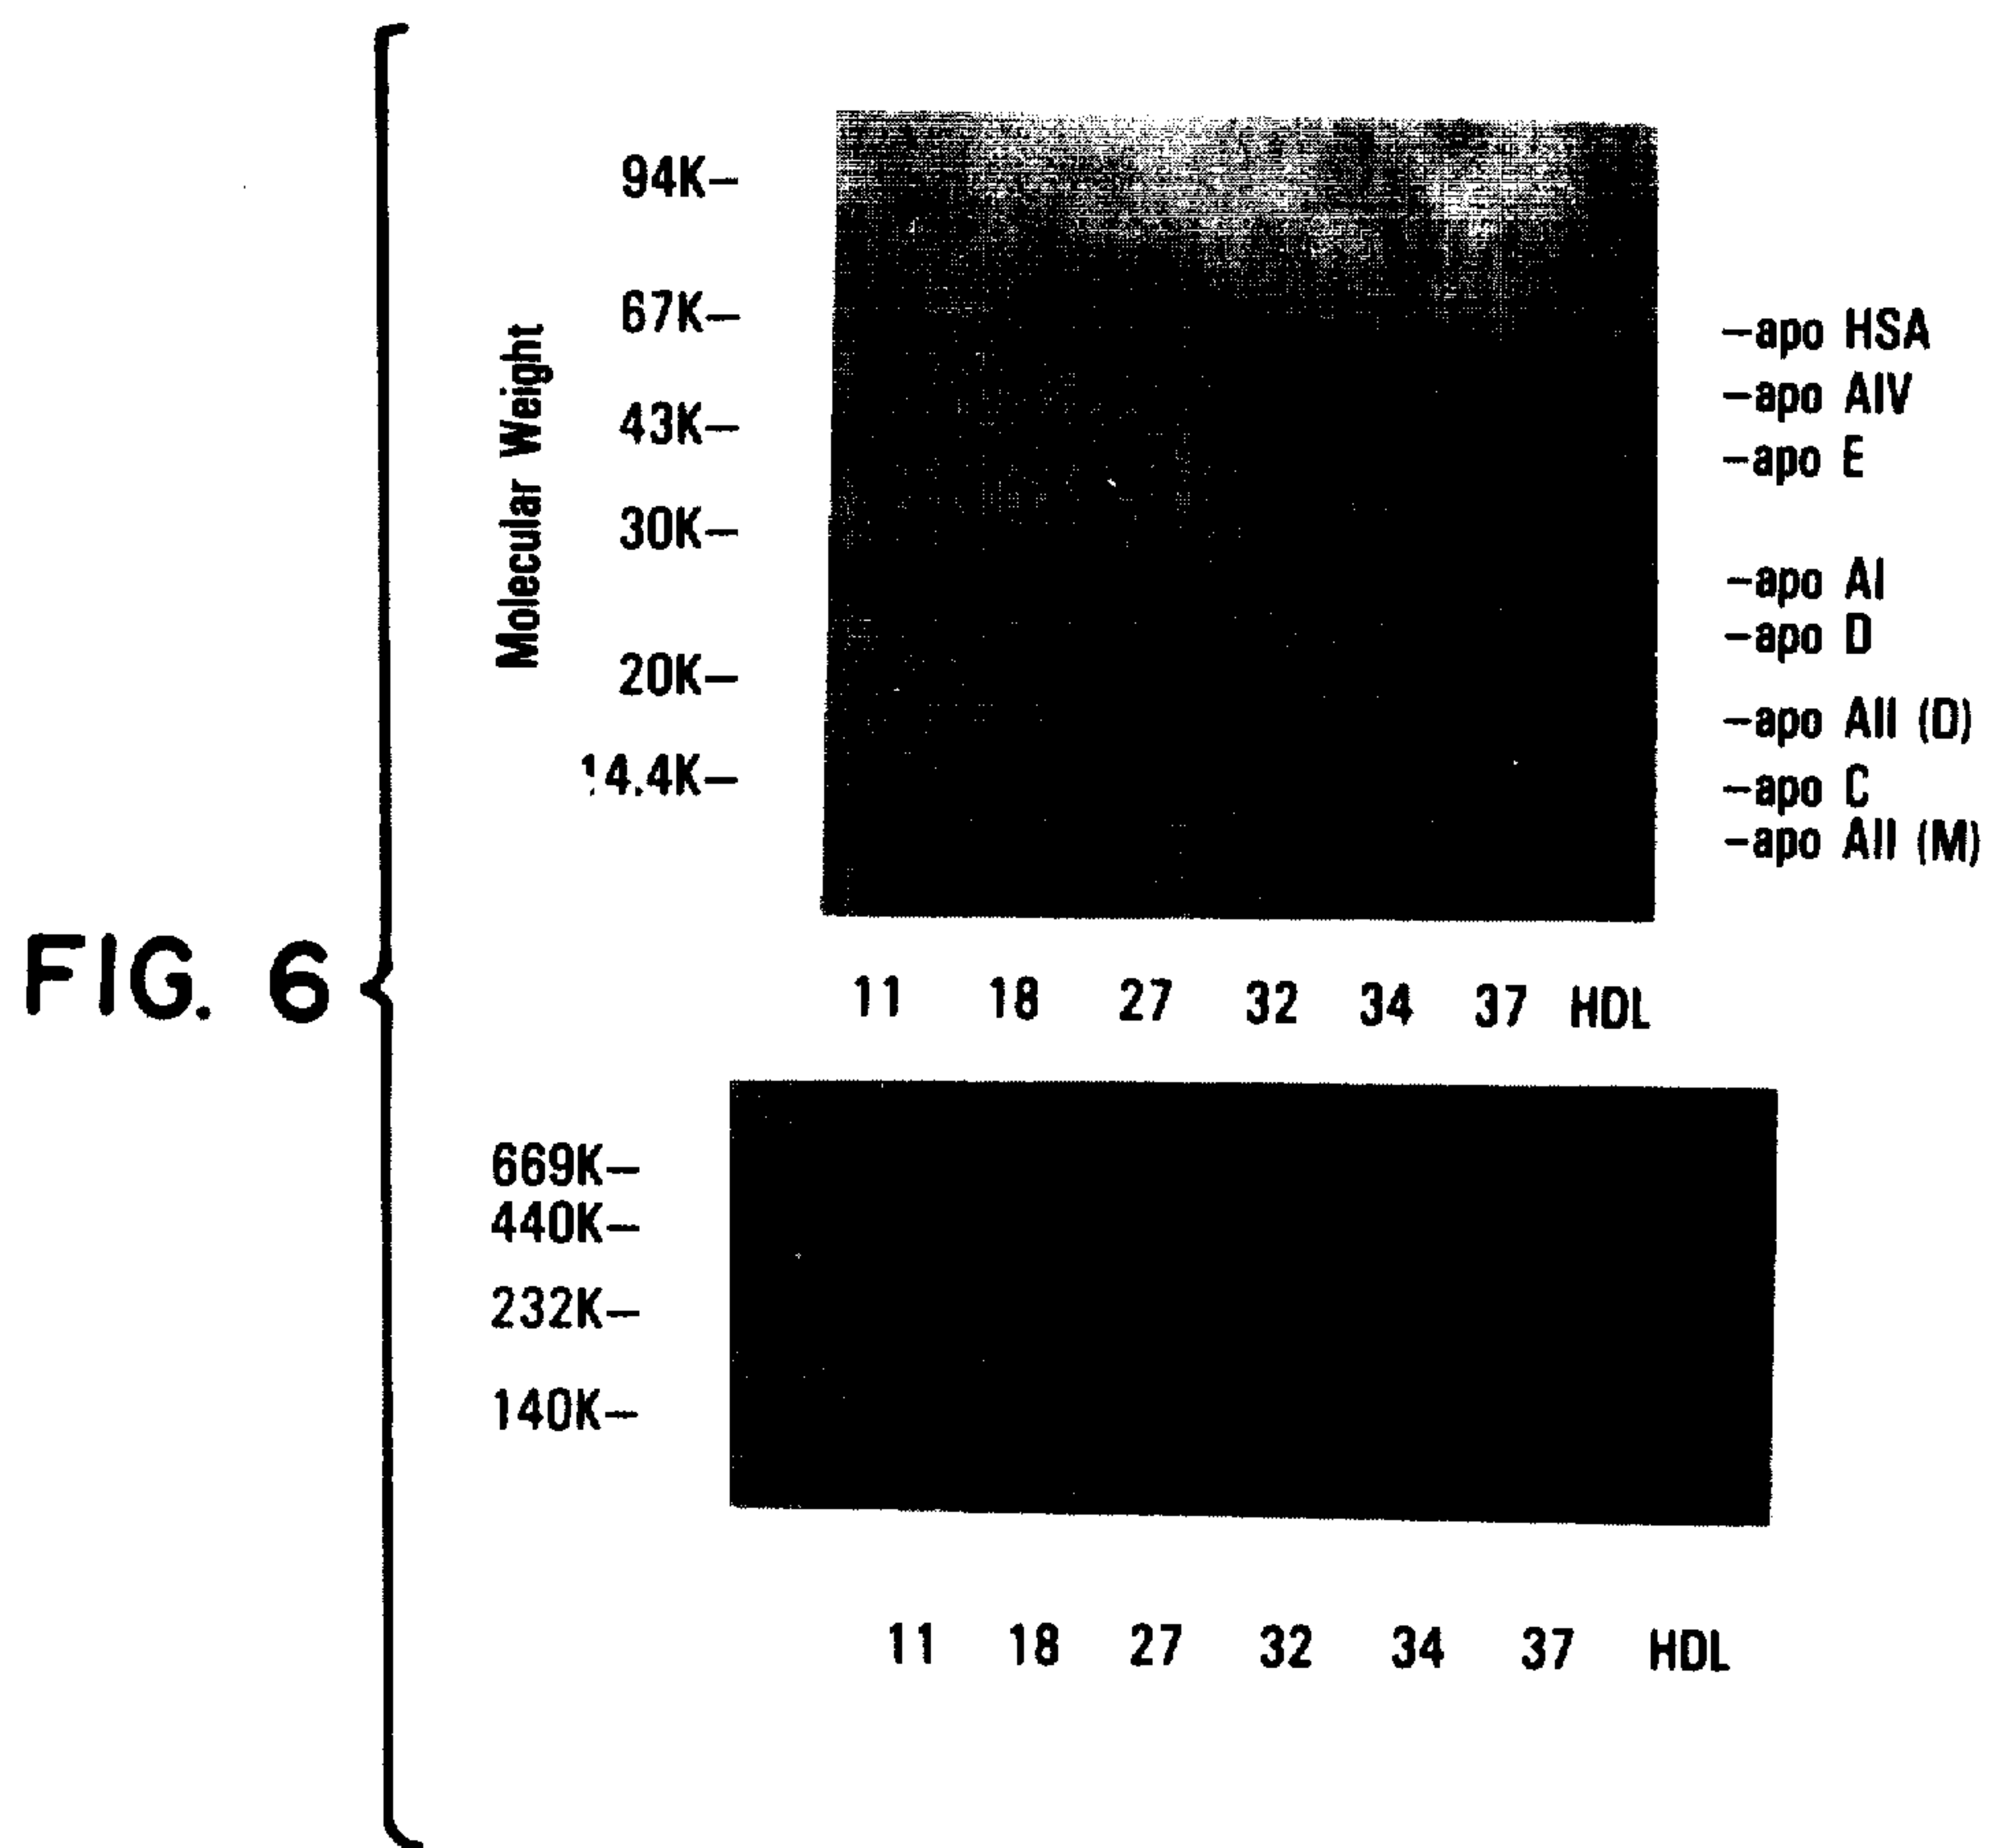 FIG. 6
Molecular Weight
94K–
67K–
43K–
30K–
20K–
14.4K–
–apo HSA
–apo AIV
–apo E
–apo AI
–apo D
–apo AII (D)
–apo C
–apo AII (M)
11 18 27 32 34 37 HDL
669K–
440K–
232K–
140K–
11 18 27 32 34 37 HDL